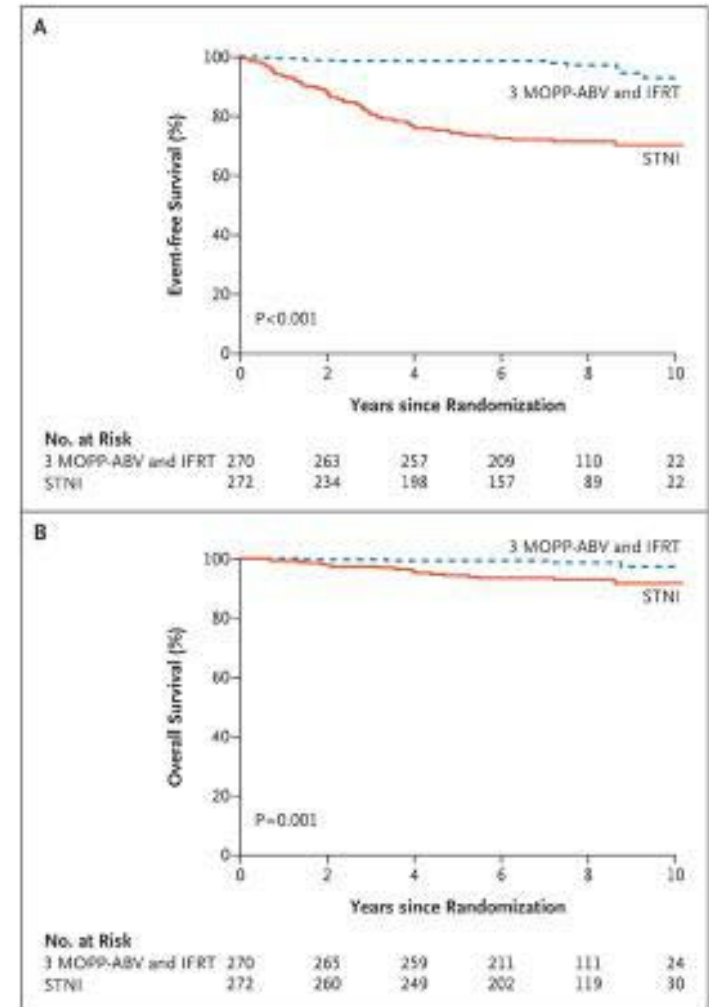 A
100
80
60
40
20
0
Event-free Survival (%)
3 MOPP-ABV and IFRT
STNI
P<0.001
0 2 4 6 8 10
Years since Randomization
No. at Risk
3 MOPP-ABV and IFRT 270 263 257 209 110 22
STNI 272 234 198 157 89 22
B
3 MOPP-ABV and IFRT
100
80
60
40
20
0
Overall Survival (%)
STNI
P=0.001
0 2 4 6 8 10
Years since Randomization
No. at Risk
3 MOPP-ABV and IFRT 270 265 259 211 111 24
STNI 272 260 249 202 119 30